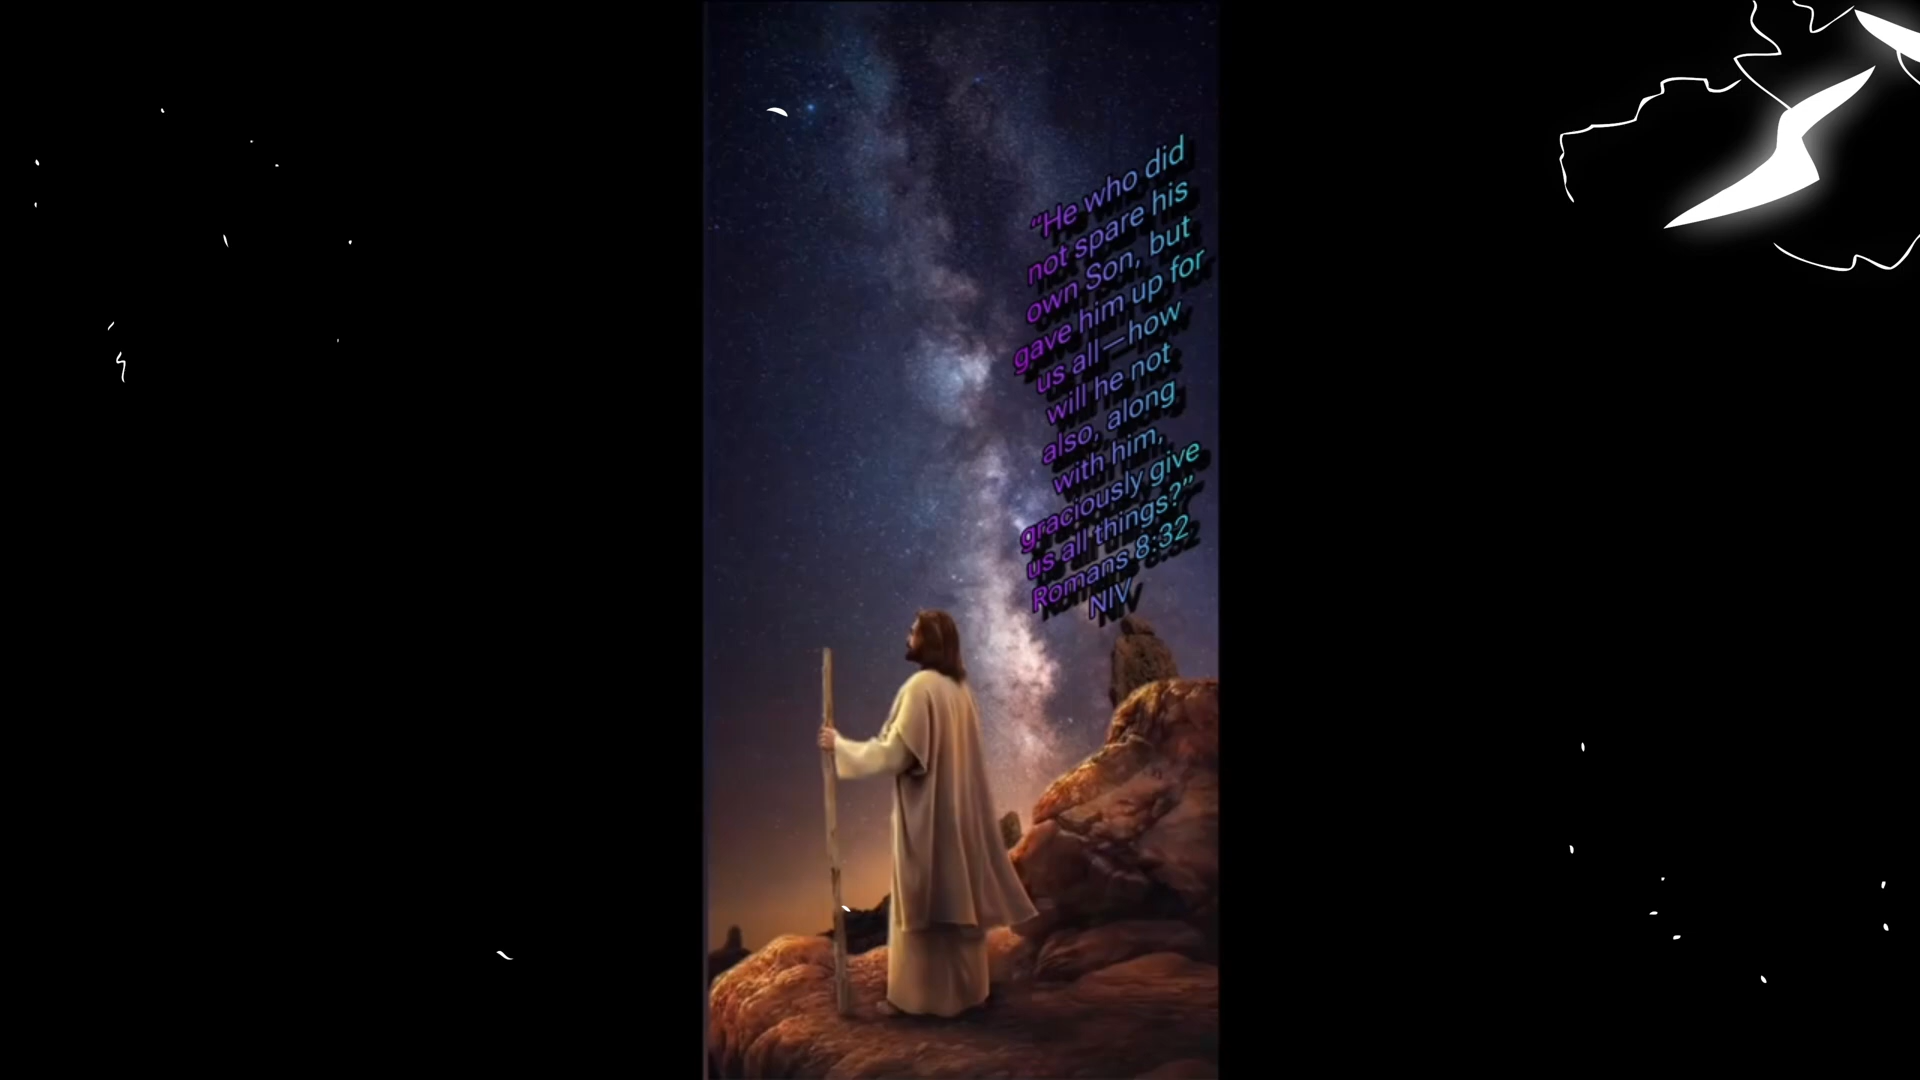 “He who did
not spare his
own Son, but
gave him up for
us all—how
will he not
also, along
with him,
graciously give
us all things?”
Romans 8:32
NIV